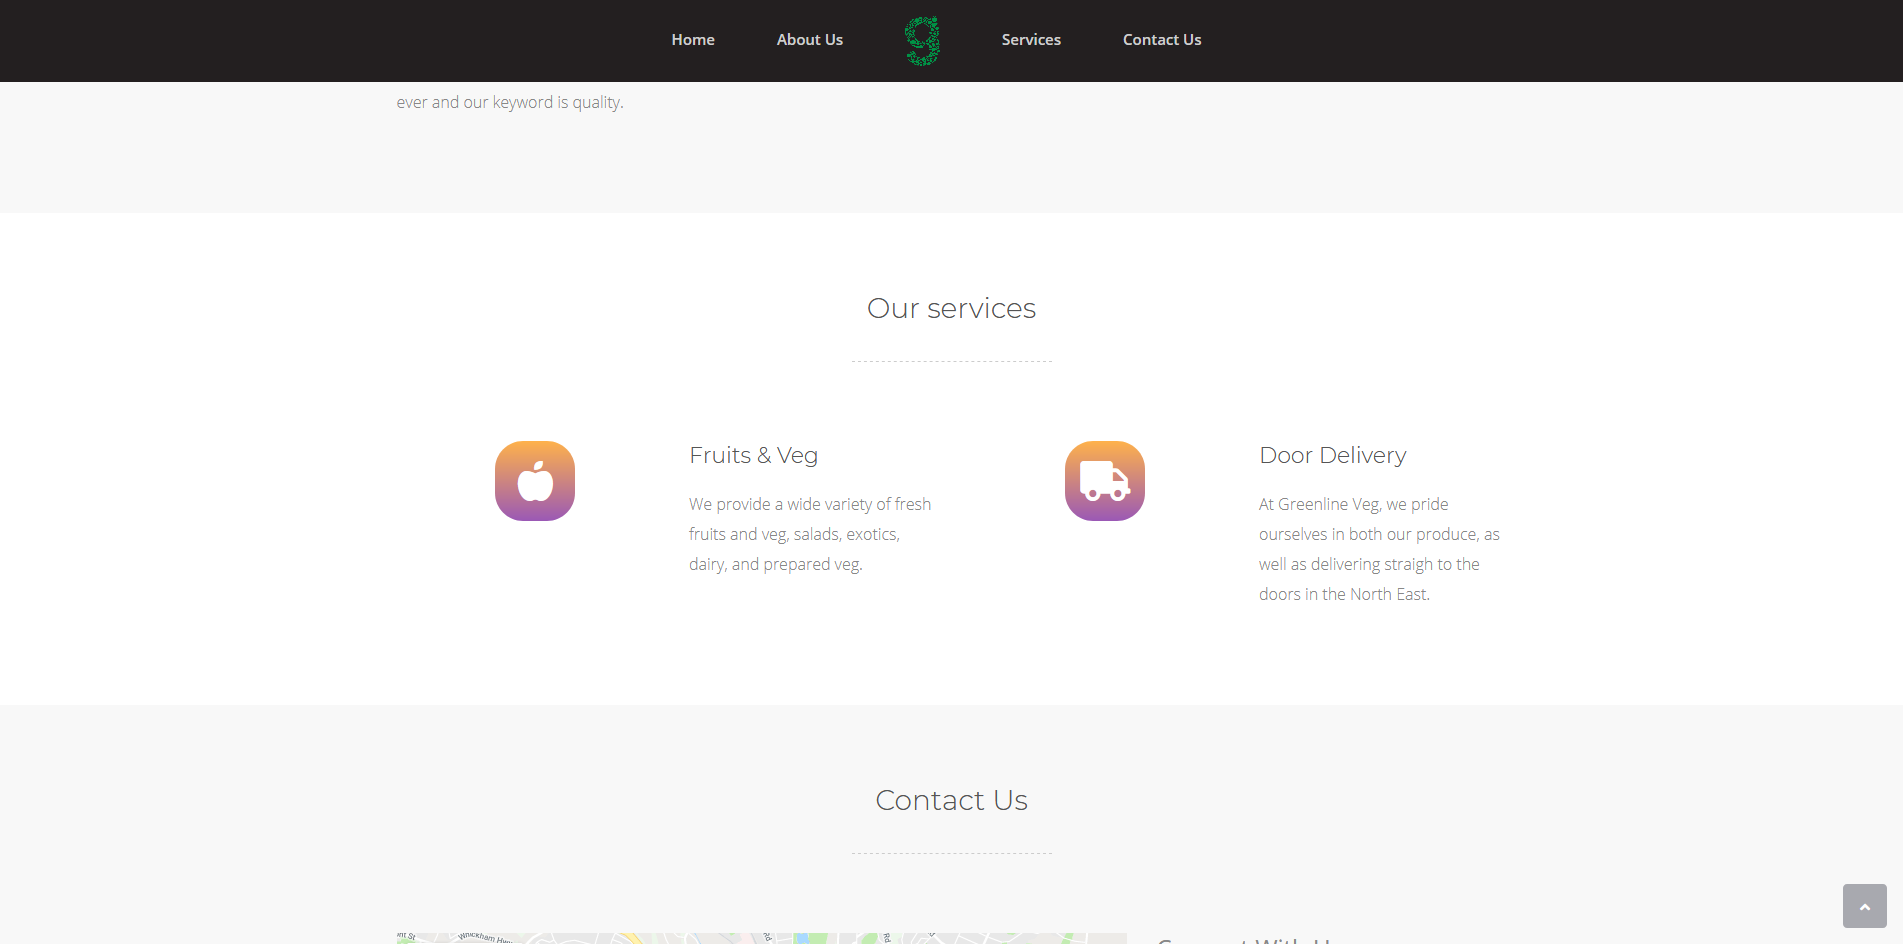 Home
About Us
g
Services
Contact Us
ever and our keyword is quality.
Our services
Fruits & Veg
We provide a wide variety of fresh
fruits and veg, salads, exotics,
dairy, and prepared veg.
Door Delivery
At Greenline Veg, we pride
ourselves in both our produce, as
well as delivering straigh to the
doors in the North East.
Contact Us
Whickham
Rd
Rd